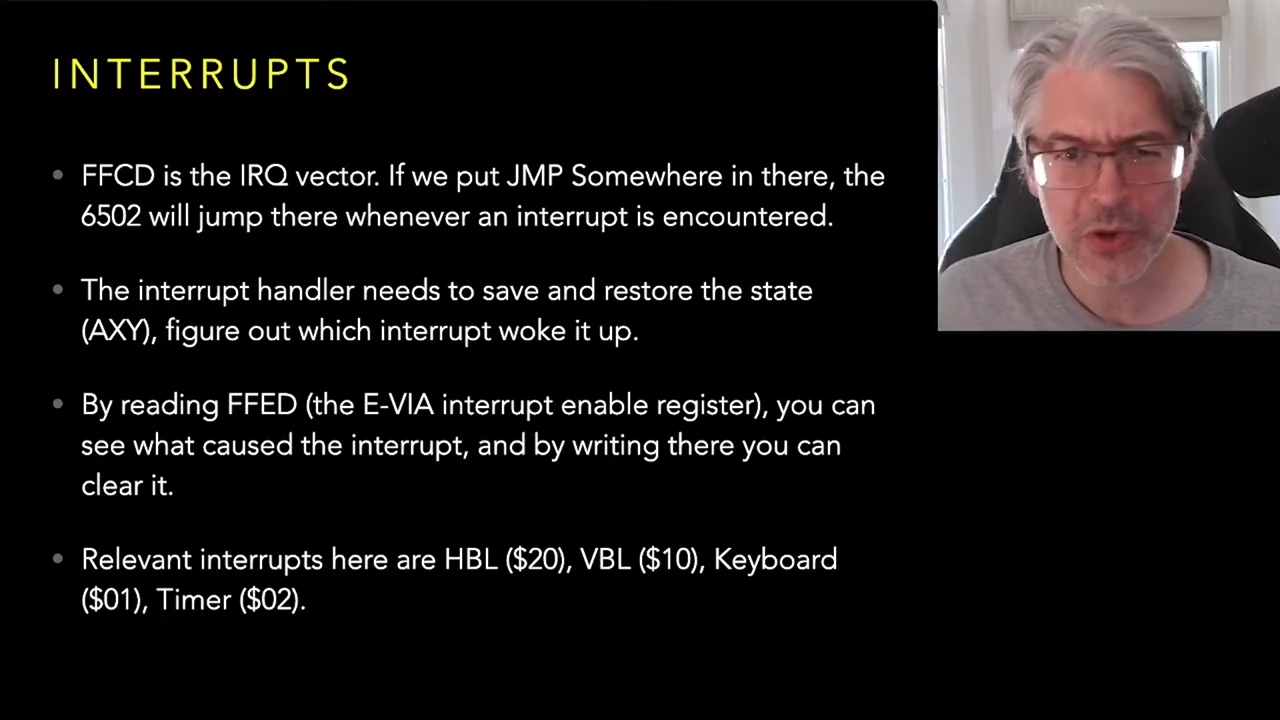 INTERRUPTS
FFCD is the IRQ vector. If we put JMP Somewhere in there, the
6502 will jump there whenever an interrupt is encountered.
The interrupt handler needs to save and restore the state
(AXY), figure out which interrupt woke it up.
By reading FFED (the E-VIA interrupt enable register), you can
see what caused the interrupt, and by writing there you can
clear it.
Relevant interrupts here are HBL ($20), VBL ($10), Keyboard
($01), Timer ($02).